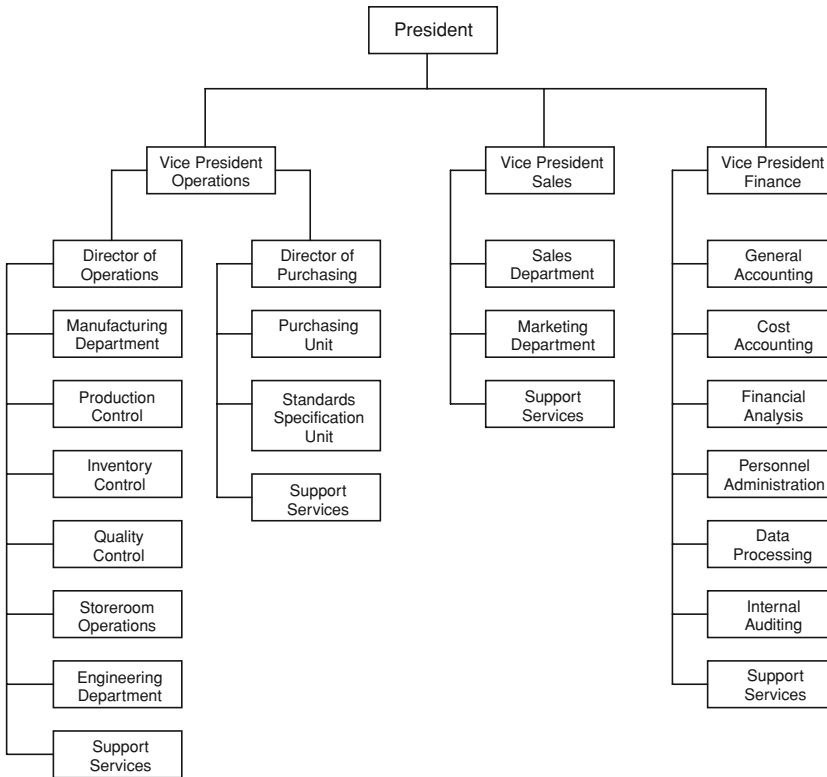 President
Vice President
Operations
Vice President
Sales
Vice President
Finance
Director of
Operations
Director of
Purchasing
Sales
Department
General
Accounting
Manufacturing
Department
Purchasing
Unit
Marketing
Department
Cost
Accounting
Production
Control
Standards
Specification
Unit
Support
Services
Financial
Analysis
Inventory
Control
Support
Services
Personnel
Administration
Quality
Control
Data
Processing
Storeroom
Operations
Internal
Auditing
Engineering
Department
Support
Services
Support
Services